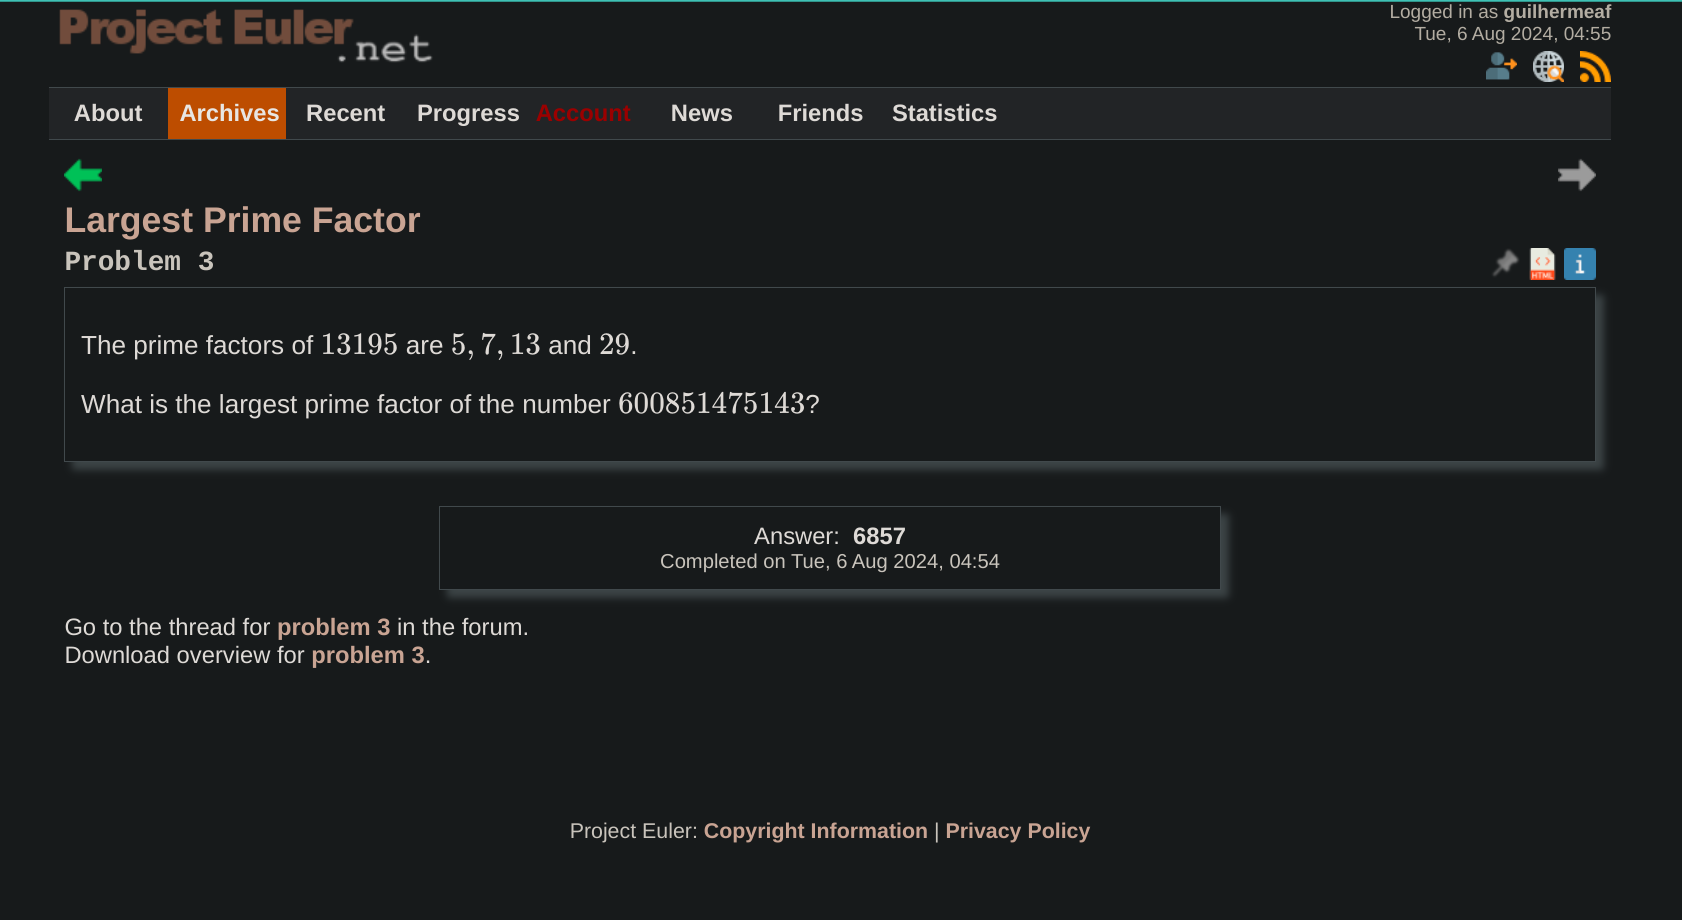 Project Euler.net
Logged in as guilhermeaf
Tue, 6 Aug 2024, 04:55
About Archives Recent Progress Account News Friends Statistics
Largest Prime Factor
Problem 3
HTML
i
The prime factors of 13195 are 5, 7, 13 and 29.
What is the largest prime factor of the number 600851475143?
Answer: 6857
Completed on Tue, 6 Aug 2024, 04:54
Go to the thread for problem 3 in the forum.
Download overview for problem 3.
Project Euler: Copyright Information | Privacy Policy